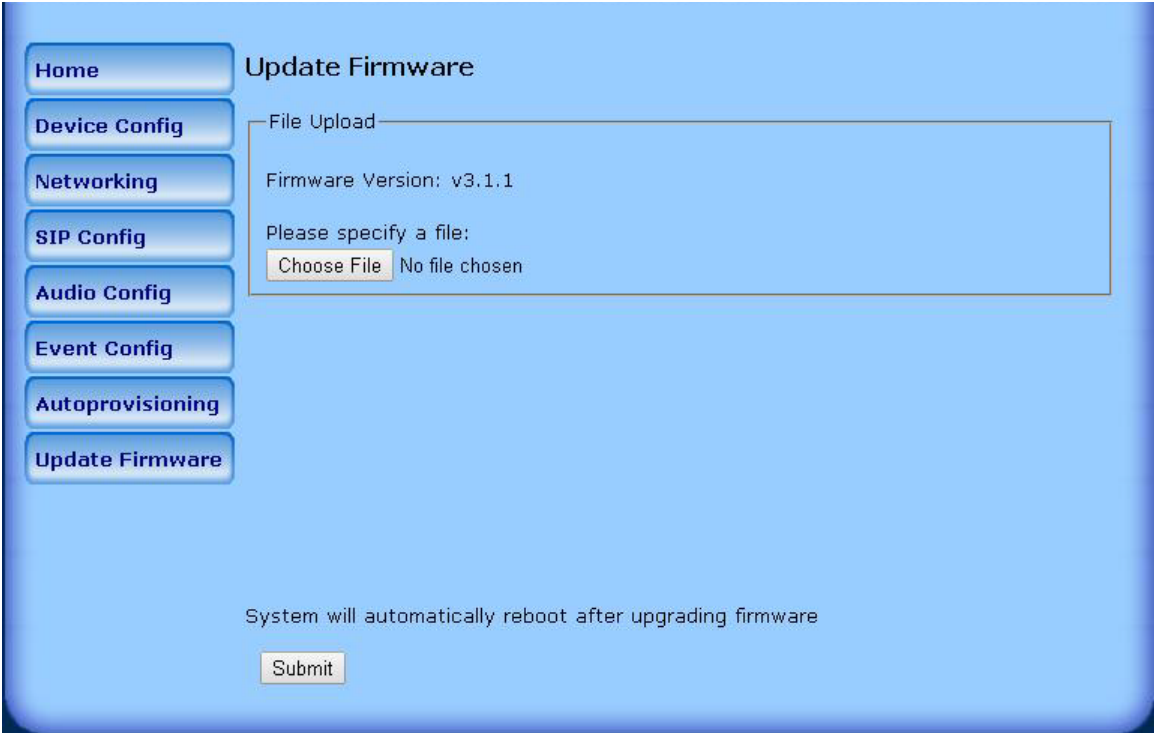 Home
Device Config
Networking
SIP Config
Audio Config
Event Config
Autoprovisioning
Update Firmware
Update Firmware
File Upload
Firmware Version: v3.1.1
Please specify a file:
Choose File No file chosen
System will automatically reboot after upgrading firmware
Submit